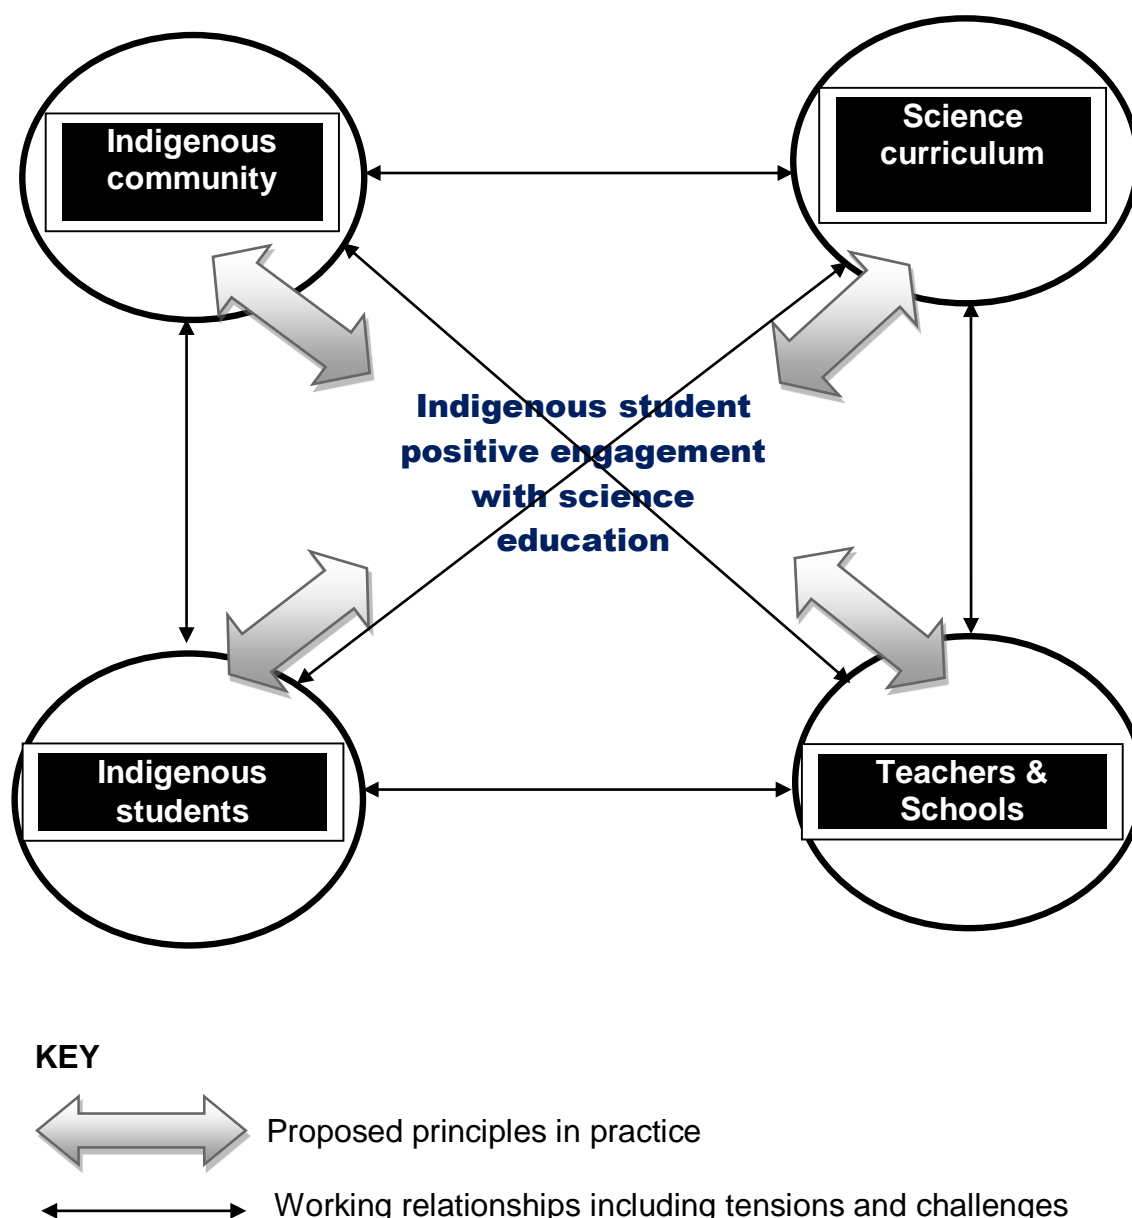 Indigenous
community
Science
curriculum
Indigenous student
positive engagement
with science
education
Indigenous
students
Teachers &
Schools
KEY
Proposed principles in practice
Working relationships including tensions and challenges